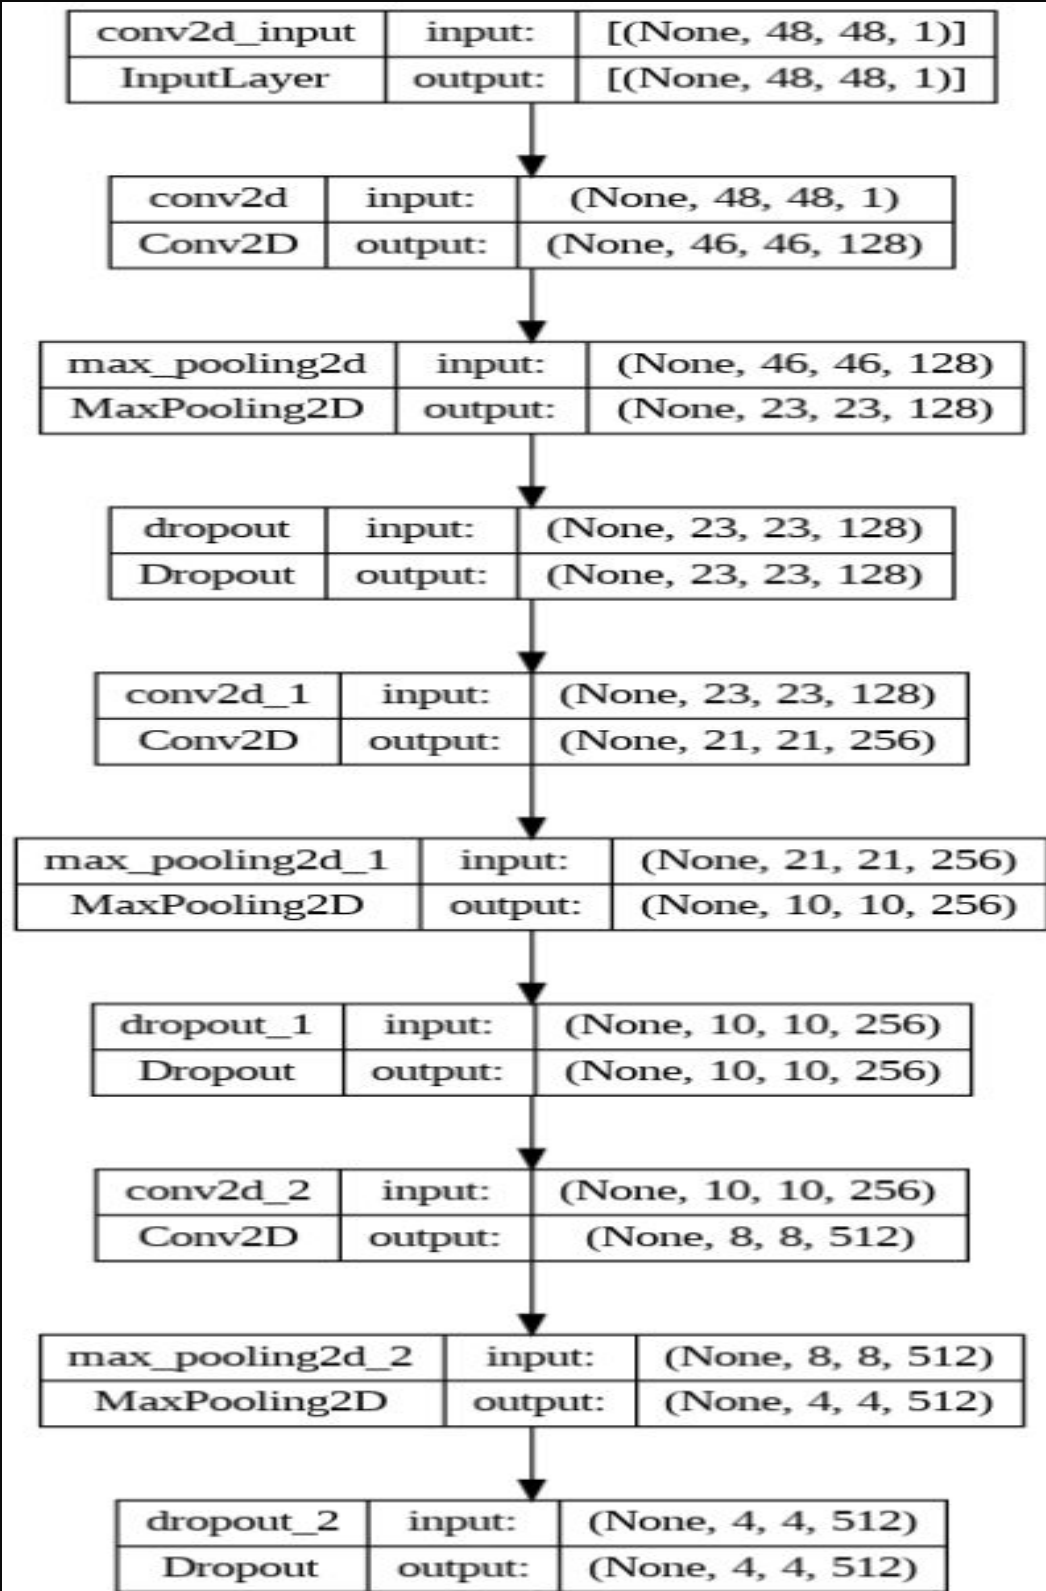 conv2d_input input: [(None, 48, 48, 1)]
InputLayer output: [(None, 48, 48, 1)]
conv2d input: (None, 48, 48, 1)
Conv2D output: (None, 46, 46, 128)
max_pooling2d input: (None, 46, 46, 128)
MaxPooling2D output: (None, 23, 23, 128)
dropout input: (None, 23, 23, 128)
Dropout output: (None, 23, 23, 128)
conv2d_1 input: (None, 23, 23, 128)
Conv2D output: (None, 21, 21, 256)
max_pooling2d_1 input: (None, 21, 21, 256)
MaxPooling2D output: (None, 10, 10, 256)
dropout_1 input: (None, 10, 10, 256)
Dropout output: (None, 10, 10, 256)
conv2d_2 input: (None, 10, 10, 256)
Conv2D output: (None, 8, 8, 512)
max_pooling2d_2 input: (None, 8, 8, 512)
MaxPooling2D output: (None, 4, 4, 512)
dropout_2 input: (None, 4, 4, 512)
Dropout output: (None, 4, 4, 512)